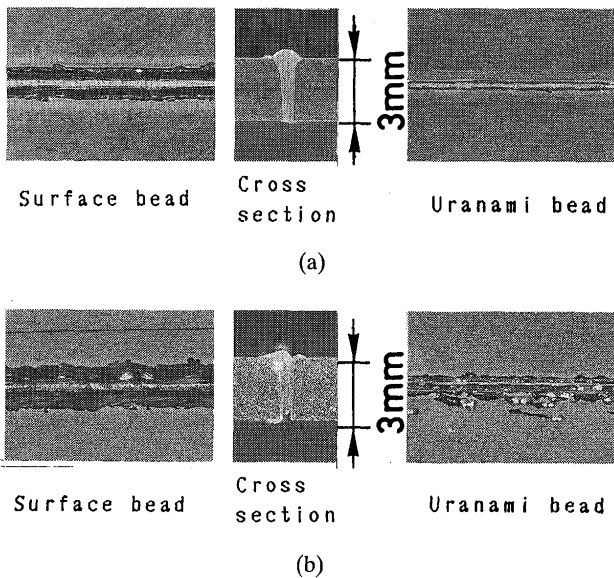 3mm
Surface bead
Cross
section
Uranami bead
(a)
3mm
Surface bead
Cross
section
Uranami bead
(b)